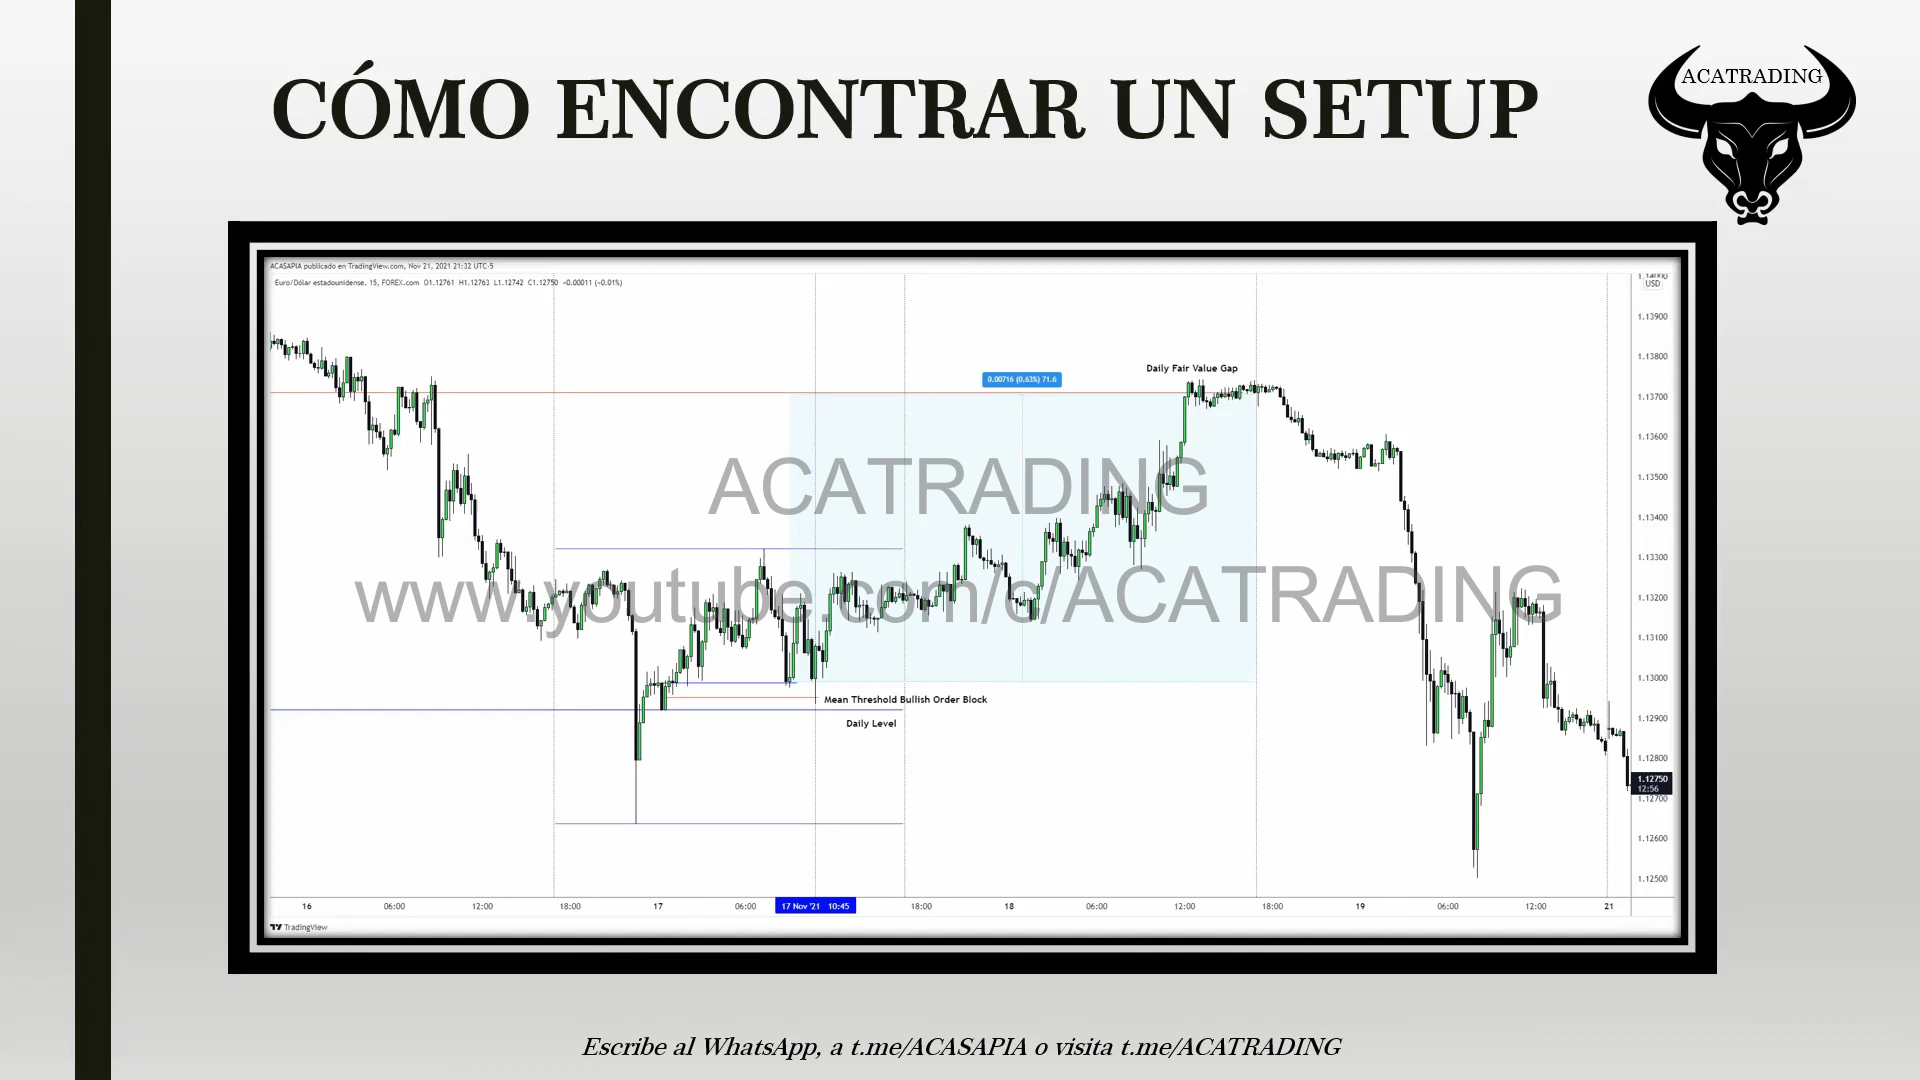 CÓMO ENCONTRAR UN SETUP
ACATRADING
ACASAPIA publicado en TradingView.com, Nov 21, 2021 21:32 UTC-5
Euro/Dólar estadounidense, 15, FOREX.com O1.12761 H1.12763 L1.12742 C1.12750 −0.00011 (−0.01%)
1.14000
USD
1.13900
1.13800
Daily Fair Value Gap
0.00716 (0.63%) 71.6
1.13700
1.13600
1.13500
ACATRADING
1.13400
1.13300
www.youtube.com/c/ACATRADING
1.13200
1.13100
1.13000
Mean Threshold Bullish Order Block
Daily Level
1.12900
1.12800
1.12750
12:56
1.12700
1.12600
1.12500
16 06:00 12:00 18:00 17 06:00 17 Nov '21 10:45 18:00 18 06:00 12:00 18:00 19 06:00 12:00 21
TradingView
Escribe al WhatsApp, a t.me/ACASAPIA o visita t.me/ACATRADING